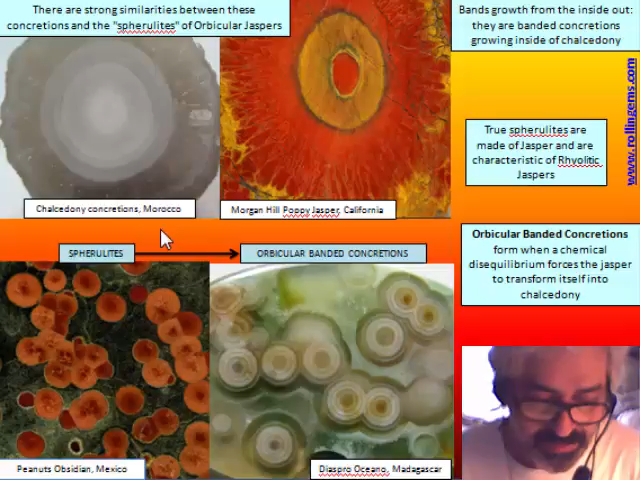 There are strong similarities between these
concretions and the "spherulites" of Orbicular Jaspers
Bands growth from the inside out:
they are banded concretions
growing inside of chalcedony
www.rollingems.com
True spherulites are
made of Jasper and are
characteristic of Rhyolitic
Jaspers
Chalcedony concretions, Morocco
Morgan Hill Poppy Jasper, California
SPHERULITES
ORBICULAR BANDED CONCRETIONS
Orbicular Banded Concretions
form when a chemical
disequilibrium forces the jasper
to transform itself into
chalcedony
Peanuts Obsidian, Mexico
Diaspro Oceano, Madagascar